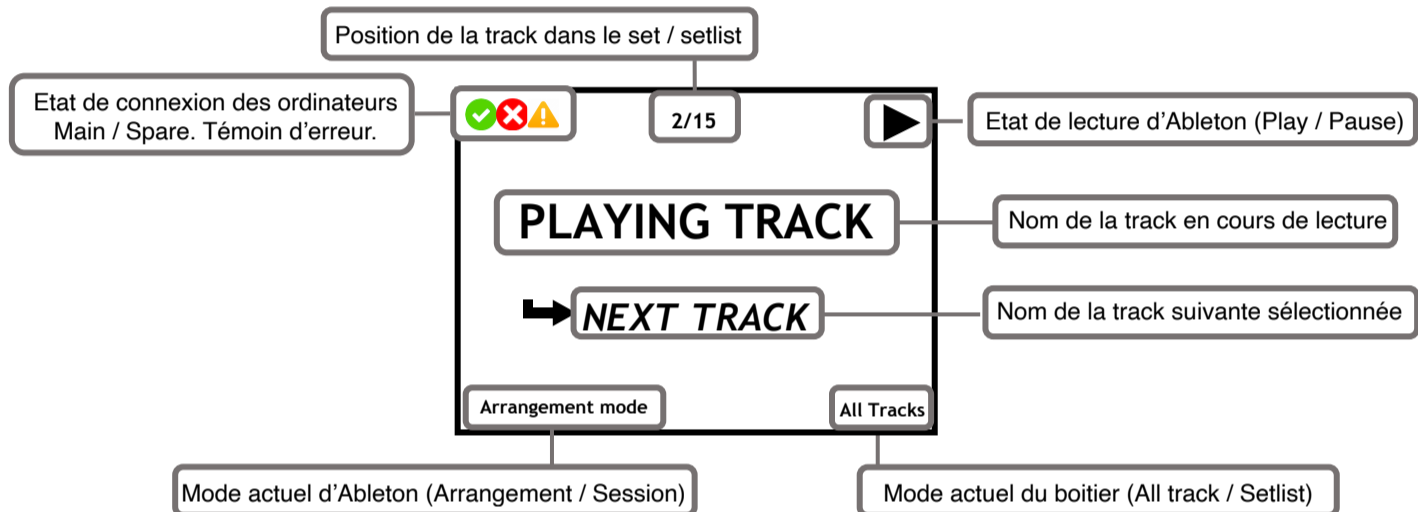 Position de la track dans le set / setlist
Etat de connexion des ordinateurs
Main / Spare. Témoin d’erreur.
2/15
Etat de lecture d’Ableton (Play / Pause)
PLAYING TRACK
Nom de la track en cours de lecture
NEXT TRACK
Nom de la track suivante sélectionnée
Arrangement mode
All Tracks
Mode actuel d’Ableton (Arrangement / Session)
Mode actuel du boitier (All track / Setlist)